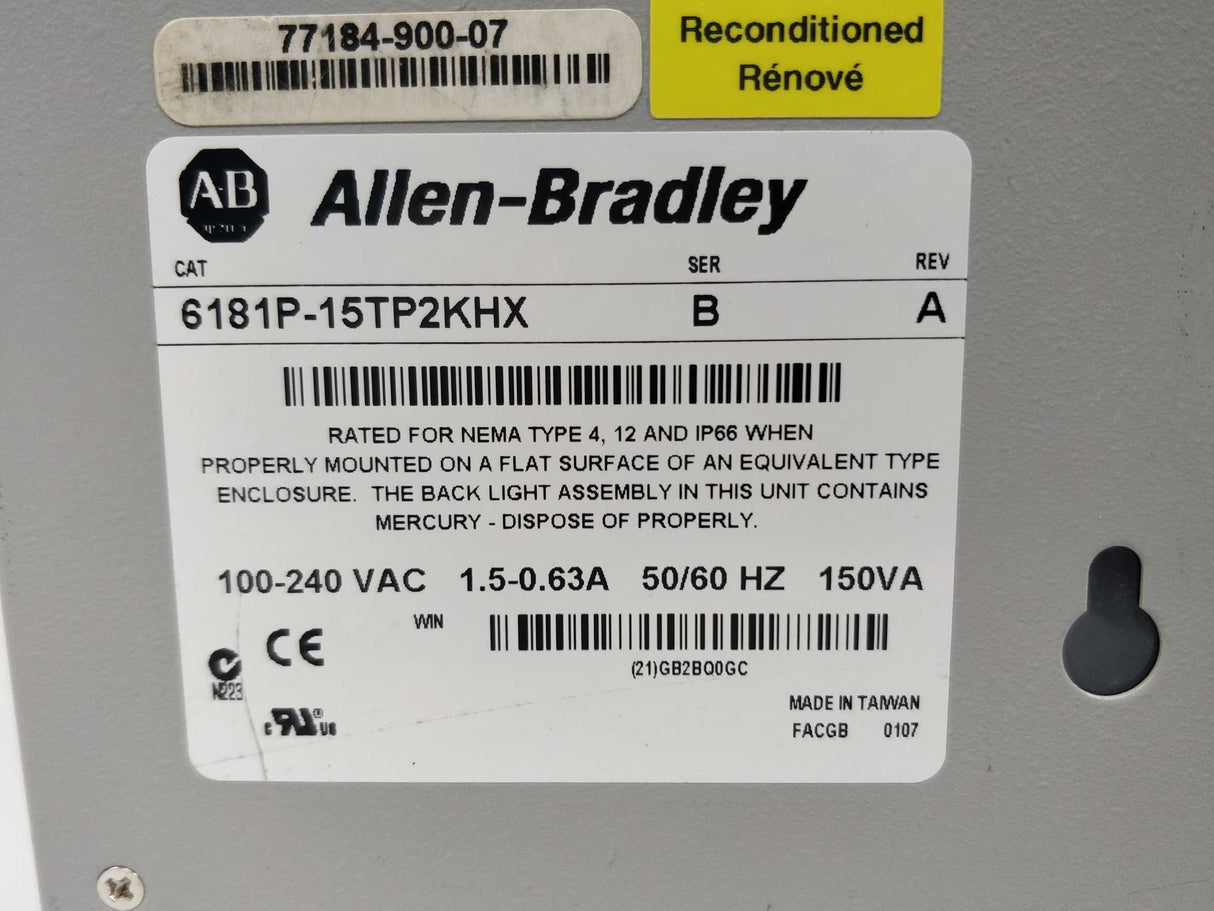 77184-900-07
Reconditioned
Rénové
A-B
Allen-Bradley
CAT SER REV
6181P-15TP2KHX B A
RATED FOR NEMA TYPE 4, 12 AND IP66 WHEN
PROPERLY MOUNTED ON A FLAT SURFACE OF AN EQUIVALENT TYPE
ENCLOSURE. THE BACK LIGHT ASSEMBLY IN THIS UNIT CONTAINS
MERCURY - DISPOSE OF PROPERLY.
100-240 VAC 1.5-0.63A 50/60 HZ 150VA
WIN
(21)GB2BQ0GC
CE
N223
c RU ® US
MADE IN TAIWAN
FACGB 0107